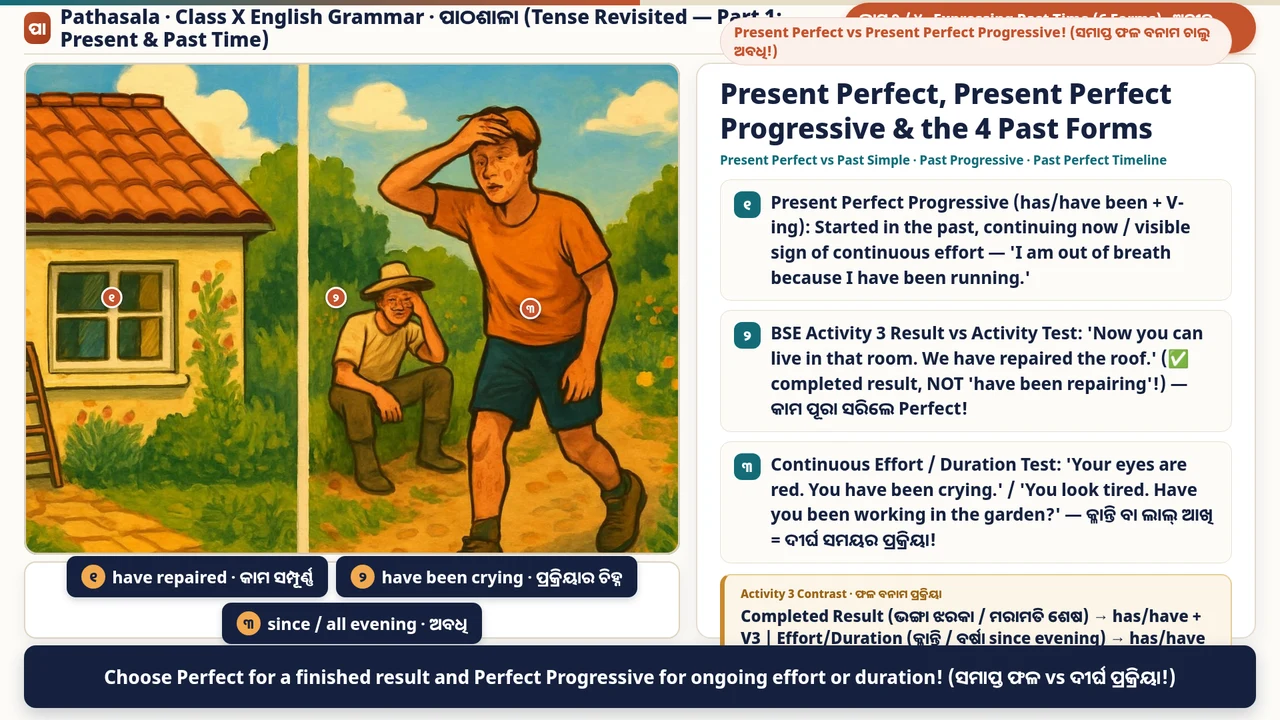 ପା
Pathasala · Class X English Grammar · ପାଠଶାଳା (Tense Revisited — Part 1:
Present & Past Time)
Present Perfect vs Present Perfect Progressive! (ସମାପ୍ତ ଫଳ ବନାମ ଚାଲୁ
ଅବଧି!)
Present Perfect, Present Perfect
Progressive & the 4 Past Forms
Present Perfect vs Past Simple · Past Progressive · Past Perfect Timeline
୧ Present Perfect Progressive (has/have been + V-
ing): Started in the past, continuing now / visible
sign of continuous effort — 'I am out of breath
because I have been running.'
୨ BSE Activity 3 Result vs Activity Test: 'Now you can
live in that room. We have repaired the roof.' (✅
completed result, NOT 'have been repairing'!) —
କାମ ପୂରା ସରିଲେ Perfect!
୩ Continuous Effort / Duration Test: 'Your eyes are
red. You have been crying.' / 'You look tired. Have
you been working in the garden?' — କ୍ଳାନ୍ତି ବା ଲାଲ୍ ଆଖି
= ଦୀର୍ଘ ସମୟର ପ୍ରକ୍ରିୟା!
Activity 3 Contrast · ଫଳ ବନାମ ପ୍ରକ୍ରିୟା
Completed Result (ଭଙ୍ଗା ଝରକା / ମରାମତି ଶେଷ) → has/have +
V3 | Effort/Duration (କ୍ଳାନ୍ତି / ବର୍ଷା since evening) → has/have
୧
୨
୩
୧ have repaired · କାମ ସମ୍ପୂର୍ଣ୍ଣ
୨ have been crying · ପ୍ରକ୍ରିୟାର ଚିହ୍ନ
୩ since / all evening · ଅବଧି
Choose Perfect for a finished result and Perfect Progressive for ongoing effort or duration! (ସମାପ୍ତ ଫଳ vs ଦୀର୍ଘ ପ୍ରକ୍ରିୟା!)